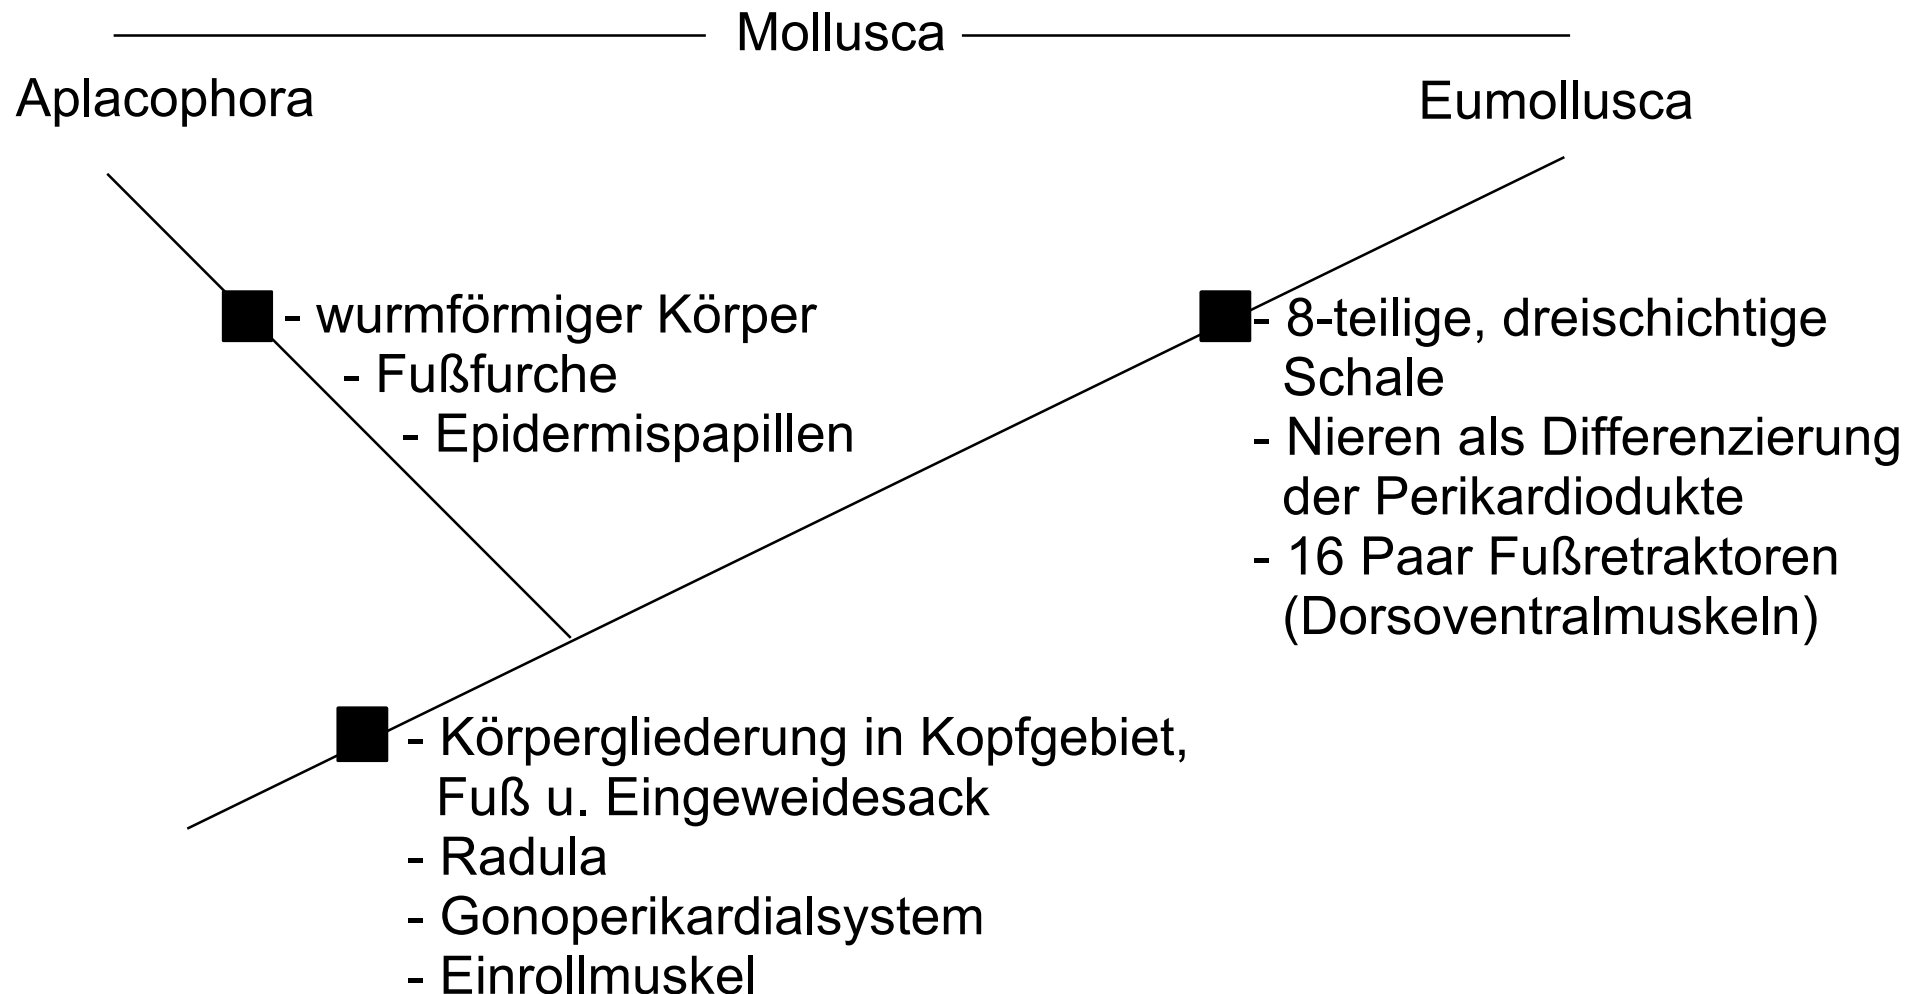 Mollusca
Aplacophora
Eumollusca
- wurmförmiger Körper
- Fußfurche
- Epidermispapillen
- 8-teilige, dreischichtige
Schale
- Nieren als Differenzierung
der Perikardiodukte
- 16 Paar Fußretraktoren
(Dorsoventralmuskeln)
- Körpergliederung in Kopfgebiet,
Fuß u. Eingeweidesack
- Radula
- Gonoperikardialsystem
- Einrollmuskel